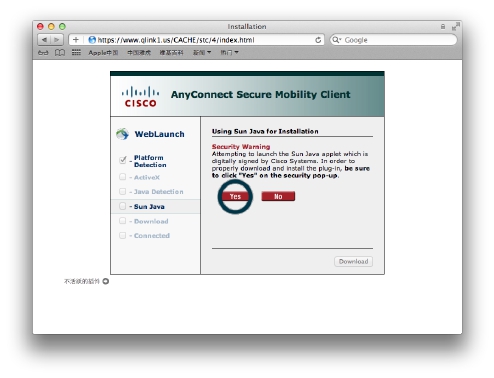 Installation
https://www.qlink1.us/CACHE/stc/4/index.html
Google
Apple中国 中国雅虎 维基百科 新闻 热门
CISCO
AnyConnect Secure Mobility Client
WebLaunch
- Platform
Detection
- ActiveX
- Java Detection
- Sun Java
- Download
- Connected
Using Sun Java for Installation
Security Warning
Attempting to launch the Sun Java applet which is
digitally signed by Cisco Systems. In order to
properly download and install the plug-in, be sure
to click "Yes" on the security pop-up.
Yes No
Download
不活跃的插件